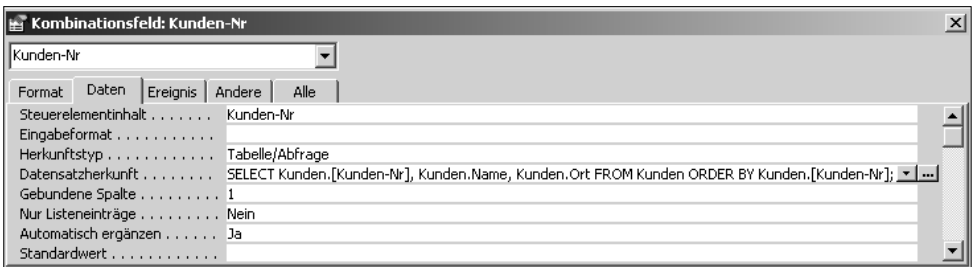 Kombinationsfeld: Kunden-Nr
Kunden-Nr
Format Daten Ereignis Andere Alle
Steuerelementinhalt . . . . . . . Kunden-Nr
Eingabeformat . . . . . . . . . . .
Herkunftstyp . . . . . . . . . . . . Tabelle/Abfrage
Datensatzherkunft . . . . . . . . SELECT Kunden.[Kunden-Nr], Kunden.Name, Kunden.Ort FROM Kunden ORDER BY Kunden.[Kunden-Nr]; ...
Gebundene Spalte . . . . . . . . . 1
Nur Listeneinträge . . . . . . . . . Nein
Automatisch ergänzen . . . . . . Ja
Standardwert . . . . . . . . . . . .